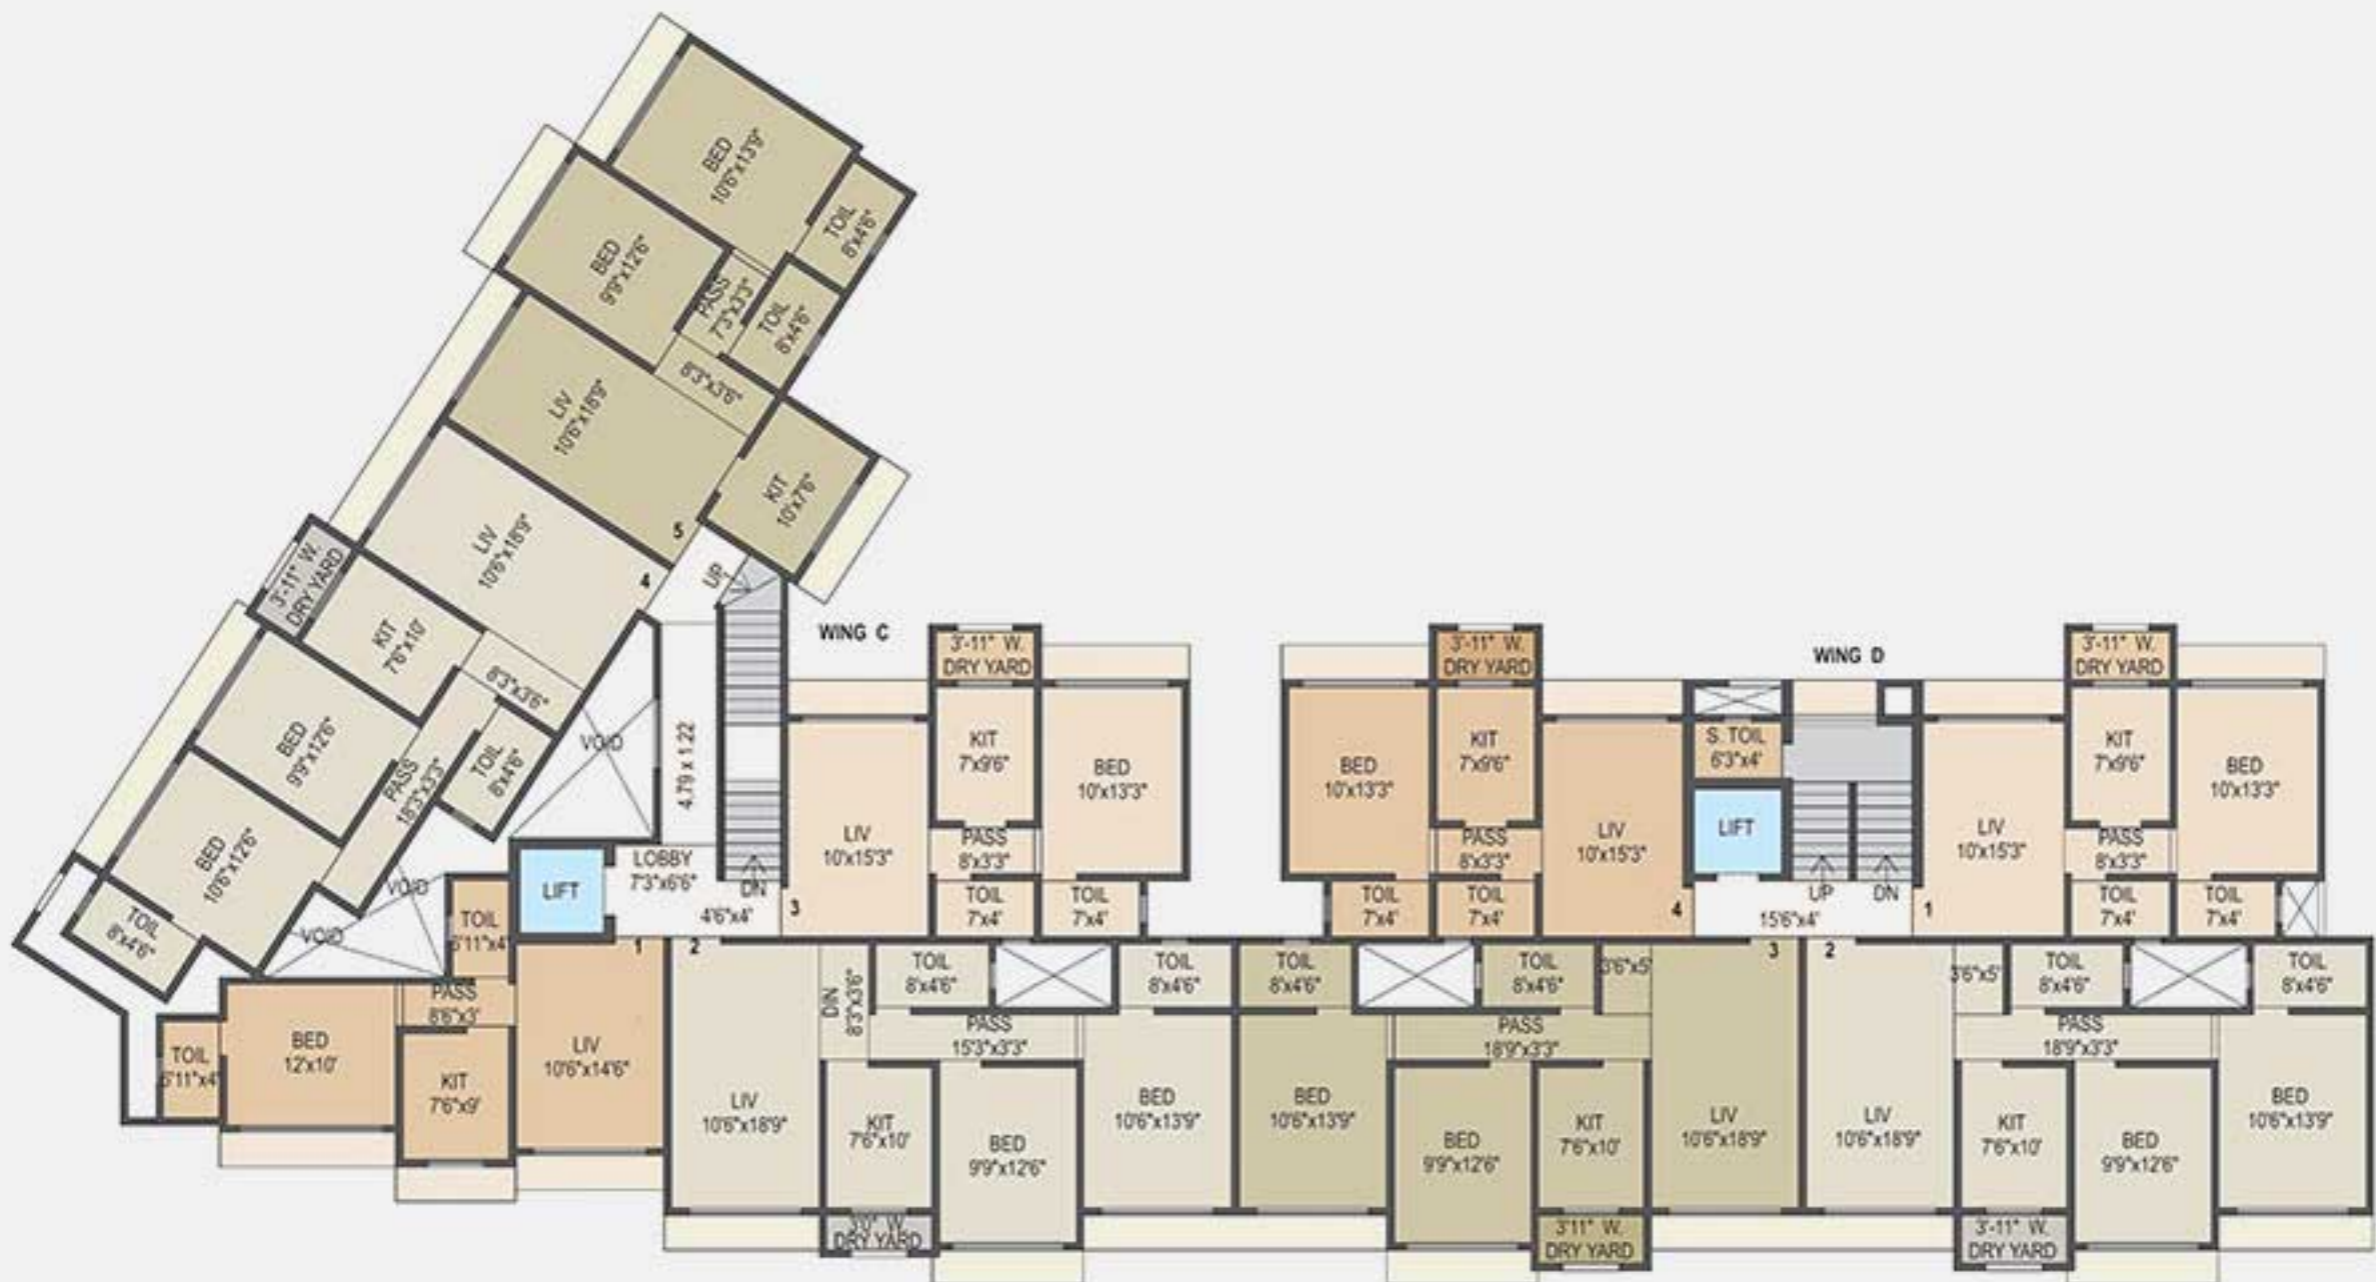 BED
10'6"x13'9"
TOIL
8'x4'6"
BED
9'9"x12'6"
PASS
7'3"x3'3"
TOIL
8'x4'6"
8'3"x3'6"
LIV
10'6"x18'9"
KIT
10'x7'6"
5
LIV
10'6"x18'9"
4
UP
3'-11" W.
DRY YARD
KIT
7'6"x10'
8'3"x3'6"
BED
9'9"x12'6"
PASS
18'3"x3'3"
TOIL
8'x4'6"
VOID
4.79 x 1.22
BED
10'6"x12'6"
TOIL
8'x4'6"
VOID
VOID
LIFT
LOBBY
7'3"x6'6"
DN
4'6"x4'
WING C
3'-11" W.
DRY YARD
KIT
7'x9'6"
BED
10'x13'3"
LIV
10'x15'3"
PASS
8'x3'3"
TOIL
7'x4'
TOIL
7'x4'
3
3'-11" W.
DRY YARD
BED
10'x13'3"
KIT
7'x9'6"
LIV
10'x15'3"
PASS
8'x3'3"
TOIL
7'x4'
TOIL
7'x4'
4
WING D
S. TOIL
6'3"x4'
LIFT
UP
DN
15'6"x4'
3'-11" W.
DRY YARD
KIT
7'x9'6"
BED
10'x13'3"
LIV
10'x15'3"
PASS
8'x3'3"
TOIL
7'x4'
TOIL
7'x4'
1
TOIL
5'11"x4'
PASS
8'6"x3'
TOIL
5'11"x4'
BED
12'x10'
KIT
7'6"x9'
LIV
10'6"x14'6"
1
2
LIV
10'6"x18'9"
DIN
8'3"x3'6"
TOIL
8'x4'6"
PASS
15'3"x3'3"
TOIL
8'x4'6"
KIT
7'6"x10'
BED
9'9"x12'6"
BED
10'6"x13'9"
DRY YARD
TOIL
8'x4'6"
TOIL
8'x4'6"
3'6"x5'
PASS
18'9"x3'3"
BED
10'6"x13'9"
BED
9'9"x12'6"
KIT
7'6"x10'
LIV
10'6"x18'9"
3'11" W.
DRY YARD
3
2
LIV
10'6"x18'9"
3'6"x5'
TOIL
8'x4'6"
TOIL
8'x4'6"
PASS
18'9"x3'3"
KIT
7'6"x10'
BED
9'9"x12'6"
BED
10'6"x13'9"
3'-11" W.
DRY YARD